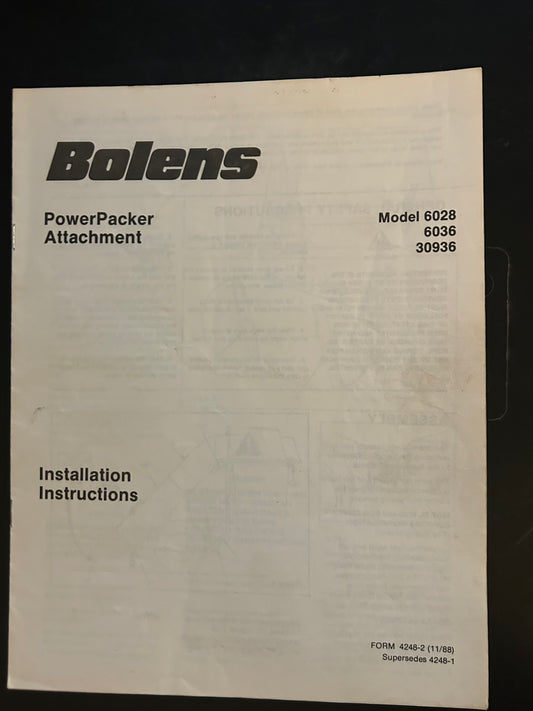 Bolens
PowerPacker
Attachment
Model 6028
6036
30936
Installation
Instructions
FORM 4248-2 (11/88)
Supersedes 4248-1